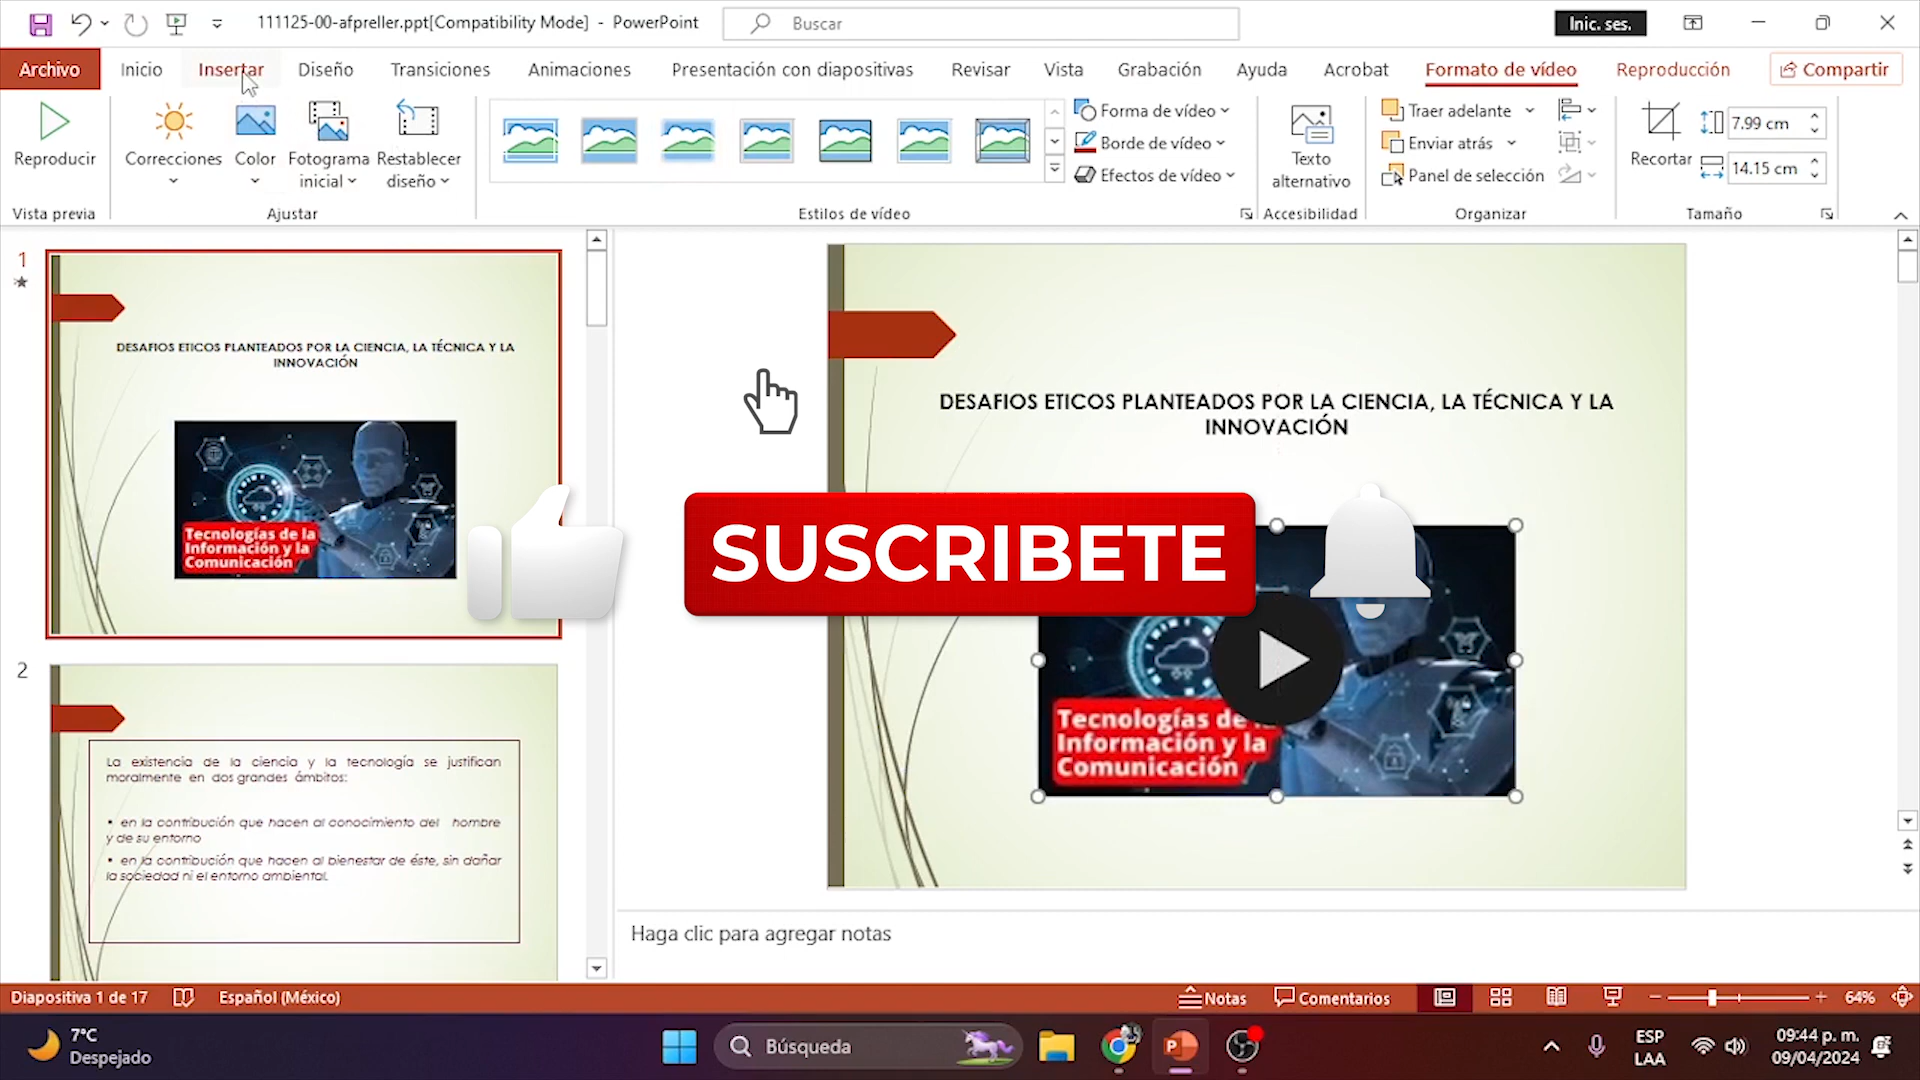 111125-00-afpreller.ppt[Compatibility Mode] - PowerPoint
Buscar
Inic. ses.
Archivo
Inicio
Insertar
Diseño
Transiciones
Animaciones
Presentación con diapositivas
Revisar
Vista
Grabación
Ayuda
Acrobat
Formato de vídeo
Reproducción
Compartir
Reproducir
Correcciones
Color
Fotograma
inicial
Restablecer
diseño
Forma de vídeo
Borde de vídeo
Efectos de vídeo
Texto
alternativo
Traer adelante
Enviar atrás
Panel de selección
Recortar
7.99 cm
14.15 cm
Vista previa
Ajustar
Estilos de vídeo
Accesibilidad
Organizar
Tamaño
1
DESAFIOS ETICOS PLANTEADOS POR LA CIENCIA, LA TÉCNICA Y LA
INNOVACIÓN
Tecnologías de la
Información y la
Comunicación
2
La existencia de la ciencia y la tecnología se justifican
moralmente en dos grandes ámbitos:
• en la contribución que hacen al conocimiento del hombre
y de su entorno
• en la contribución que hacen al bienestar de éste, sin dañar
la sociedad ni el entorno ambiental.
DESAFIOS ETICOS PLANTEADOS POR LA CIENCIA, LA TÉCNICA Y LA
INNOVACIÓN
SUSCRIBETE
Tecnologías de
Información y la
Comunicación
Haga clic para agregar notas
Diapositiva 1 de 17
Español (México)
Notas
Comentarios
64%
7°C
Despejado
Búsqueda
ESP
LAA
09:44 p. m.
09/04/2024